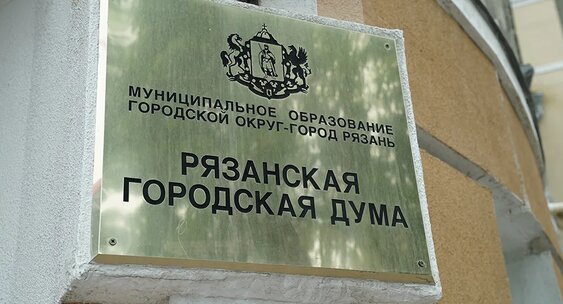 МУНИЦИПАЛЬНОЕ ОБРАЗОВАНИЕ
ГОРОДСКОЙ ОКРУГ-ГОРОД РЯЗАНЬ
РЯЗАНСКАЯ
ГОРОДСКАЯ ДУМА